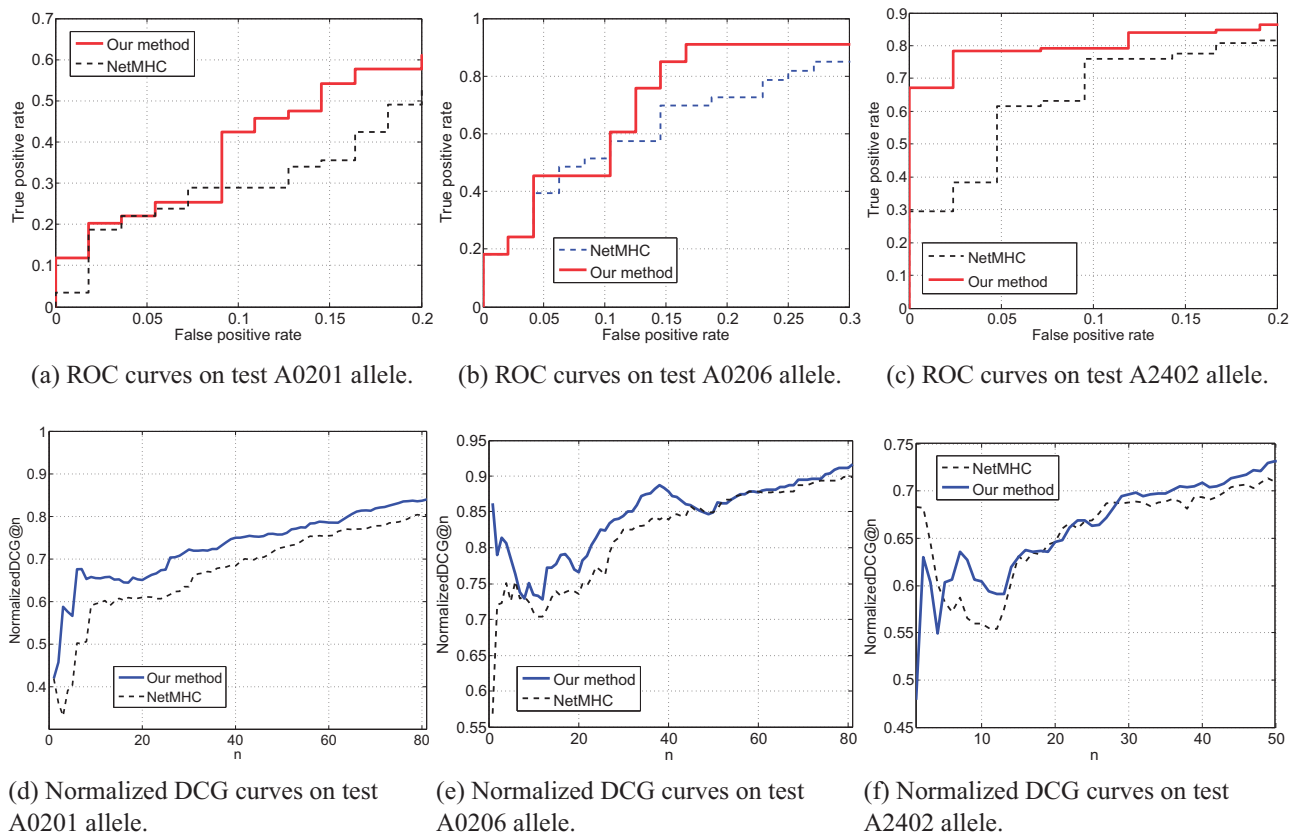 0.7
0.6
0.5
0.4
0.3
0.2
0.1
0
True positive rate
Our method
NetMHC
0 0.05 0.1 0.15 0.2
False positive rate
(a) ROC curves on test A0201 allele.
1
0.8
0.6
0.4
0.2
0
True positive rate
NetMHC
Our method
0 0.05 0.1 0.15 0.2 0.25 0.3
False positive rate
(b) ROC curves on test A0206 allele.
0.9
0.8
0.7
0.6
0.5
0.4
0.3
0.2
0.1
0
True positive rate
NetMHC
Our method
0 0.05 0.1 0.15 0.2
False positive rate
(c) ROC curves on test A2402 allele.
1
0.9
0.8
0.7
0.6
0.5
0.4
NormalizedDCG@n
Our method
NetMHC
0 20 40 60 80
n
(d) Normalized DCG curves on test
A0201 allele.
0.95
0.9
0.85
0.8
0.75
0.7
0.65
0.6
0.55
NormalizedDCG@n
Our method
NetMHC
0 20 40 60 80
n
(e) Normalized DCG curves on test
A0206 allele.
0.75
0.7
0.65
0.6
0.55
0.5
0.45
NormalizedDCG@n
NetMHC
Our method
10 20 30 40 50
n
(f) Normalized DCG curves on test
A2402 allele.